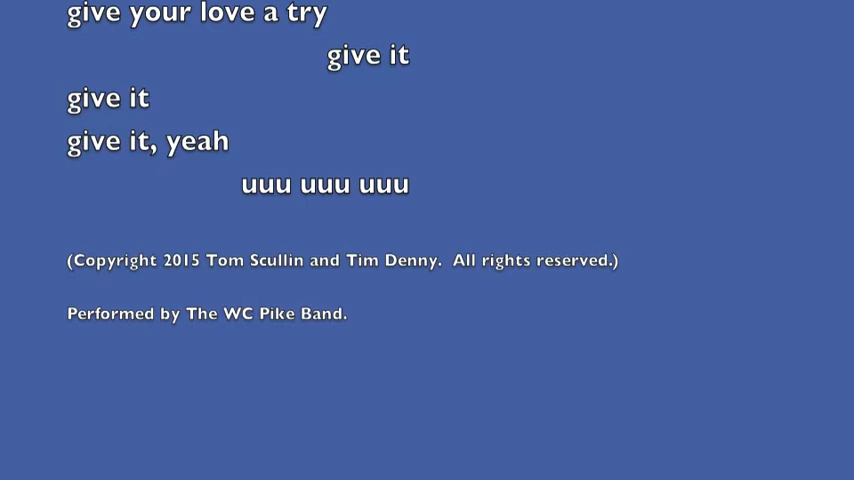 give your love a try
give it
give it
give it, yeah
uuu uuu uuu
(Copyright 2015 Tom Scullin and Tim Denny.  All rights reserved.)
Performed by The WC Pike Band.